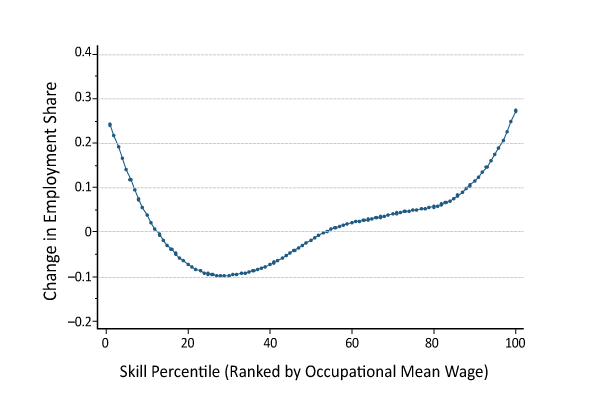 0.4
0.3
0.2
0.1
0
−0.1
−0.2
Change in Employment Share
0 20 40 60 80 100
Skill Percentile (Ranked by Occupational Mean Wage)